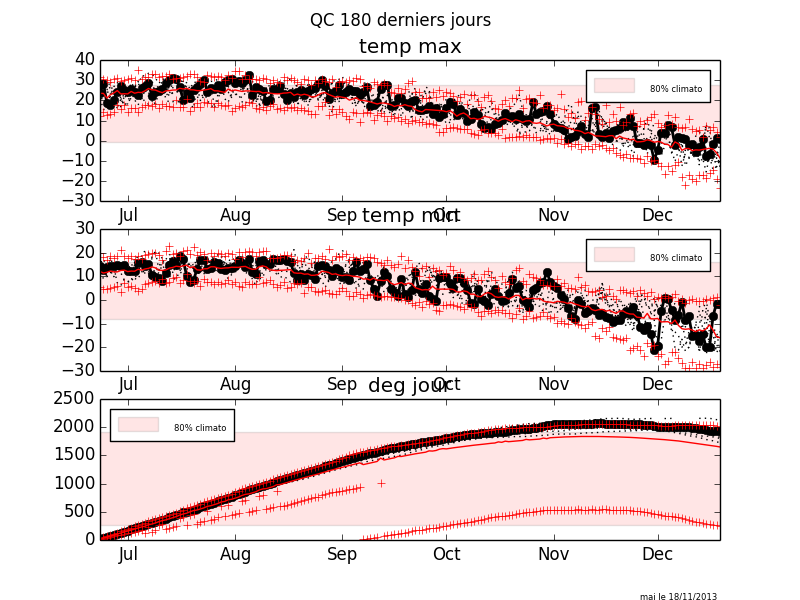 QC 180 derniers jours
temp max
40
30
20
10
0
−10
−20
−30
80% climato
Jul Aug Sep Oct Nov Dec
temp min
30
20
10
0
−10
−20
−30
80% climato
Jul Aug Sep Oct Nov Dec
deg jour
2500
2000
1500
1000
500
0
80% climato
Jul Aug Sep Oct Nov Dec
maj le 18/11/2013